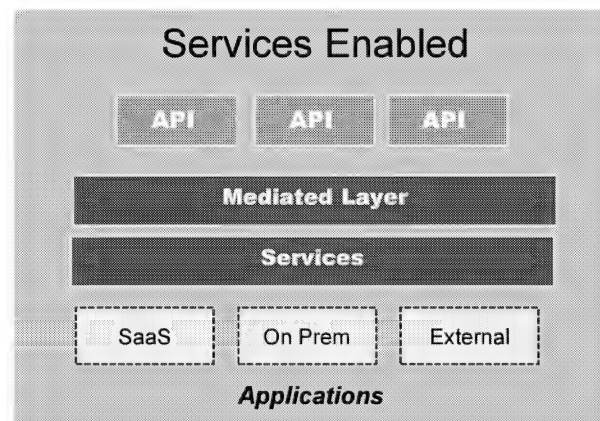 Services Enabled
API API API
Mediated Layer
Services
SaaS On Prem External
Applications